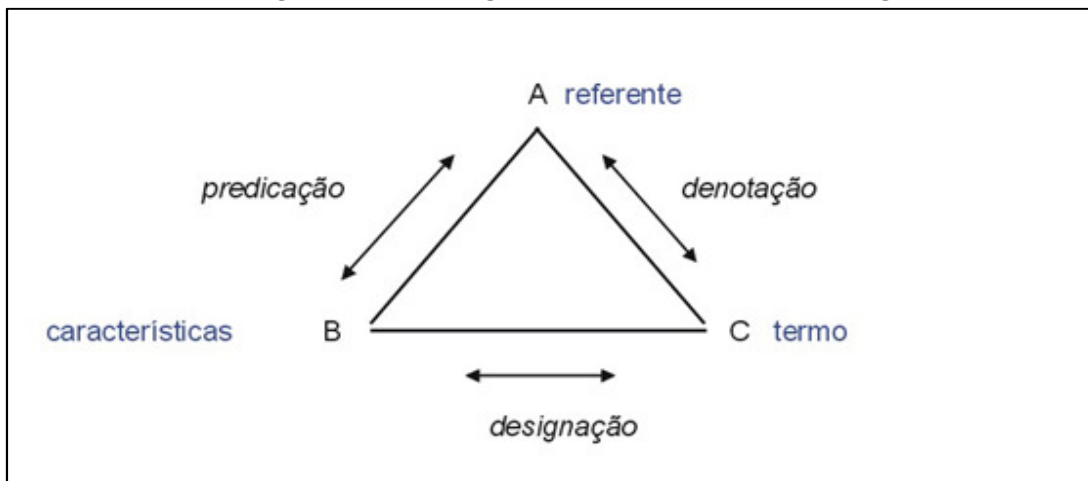 A referente
predicação
denotação
características B
C termo
designação